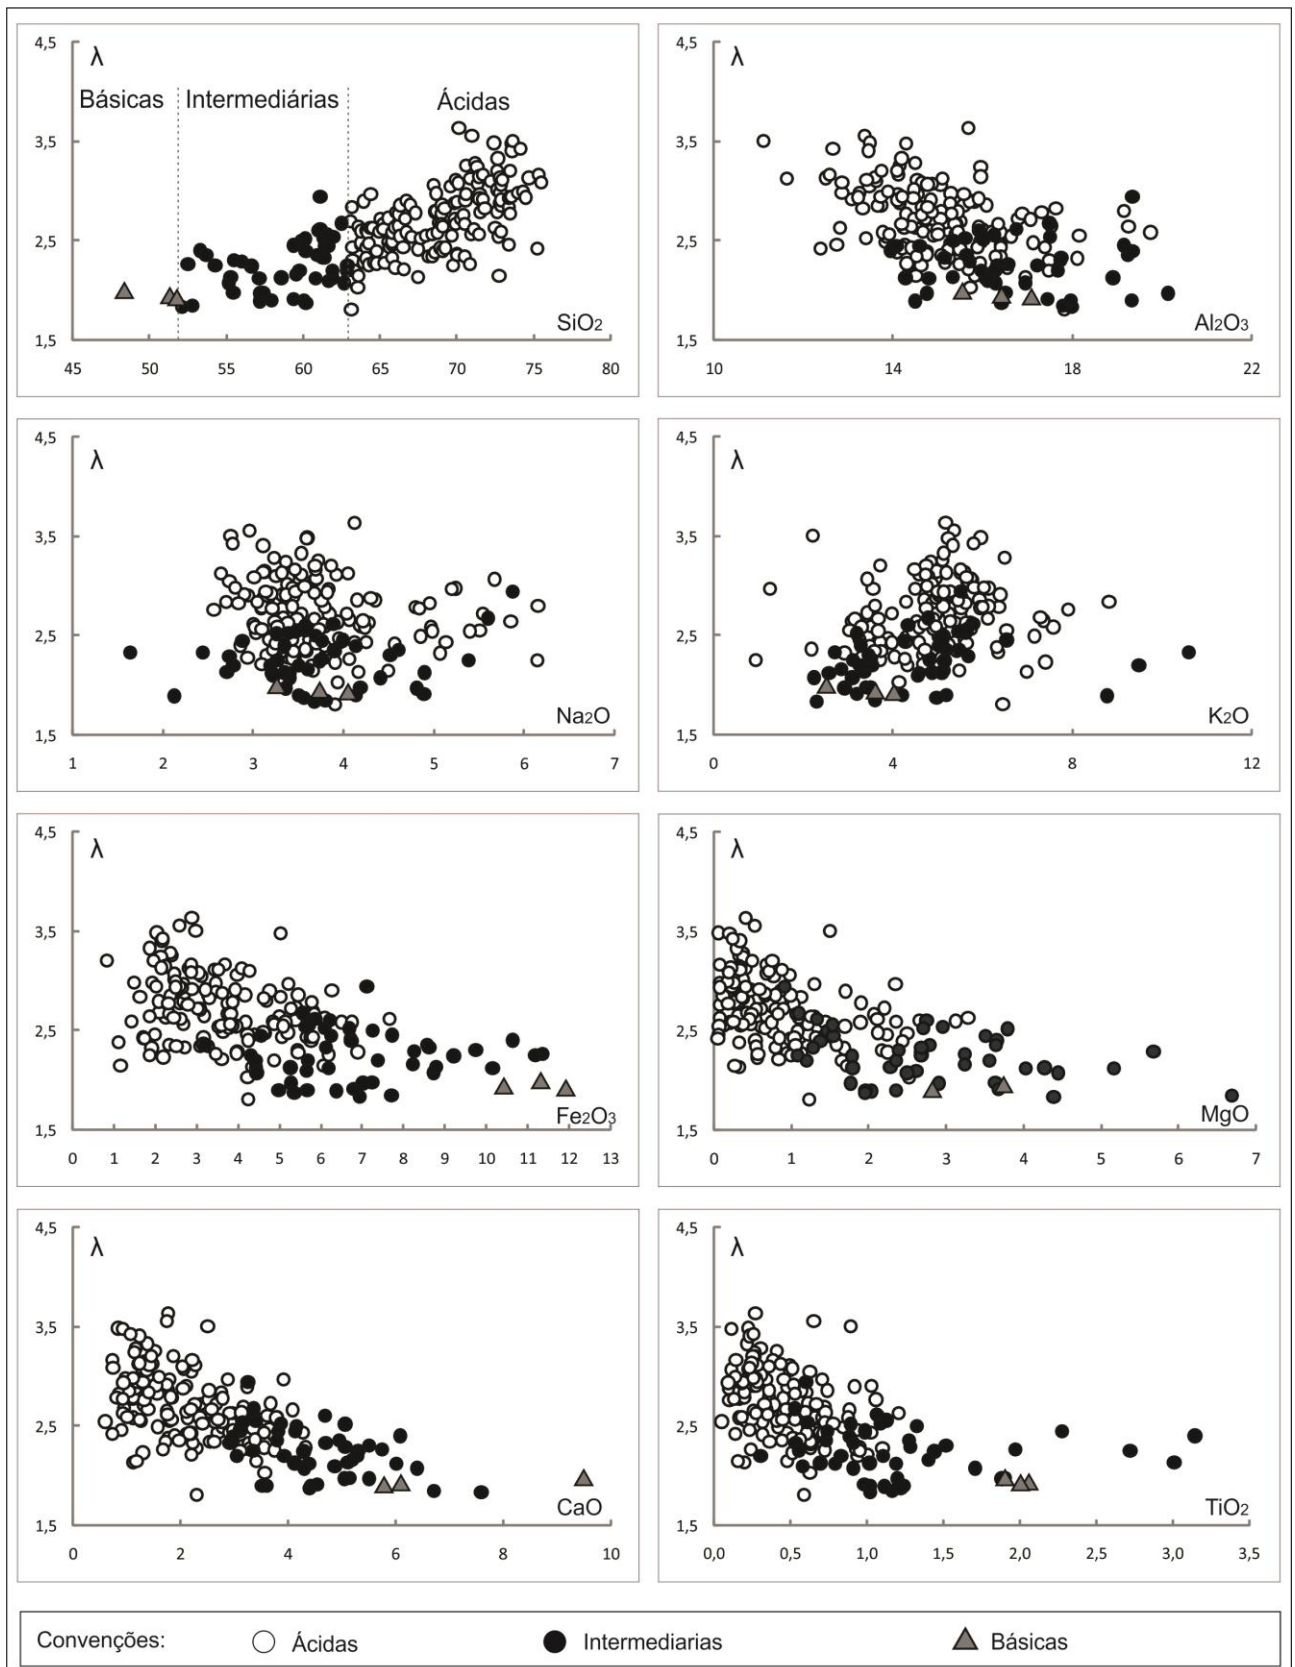 4,5
λ
Básicas Intermediárias Ácidas
3,5
2,5
SiO₂
1,5
45 50 55 60 65 70 75 80
4,5
λ
3,5
2,5
Al₂O₃
1,5
10 14 18 22
4,5
λ
3,5
2,5
Na₂O
1,5
1 2 3 4 5 6 7
4,5
λ
3,5
2,5
K₂O
1,5
0 4 8 12
4,5
λ
3,5
2,5
Fe₂O₃
1,5
0 1 2 3 4 5 6 7 8 9 10 11 12 13
4,5
λ
3,5
2,5
MgO
1,5
0 1 2 3 4 5 6 7
4,5
λ
3,5
2,5
CaO
1,5
0 2 4 6 8 10
4,5
λ
3,5
2,5
TiO₂
1,5
0,0 0,5 1,0 1,5 2,0 2,5 3,0 3,5
Convenções: Ácidas Intermediarias Básicas